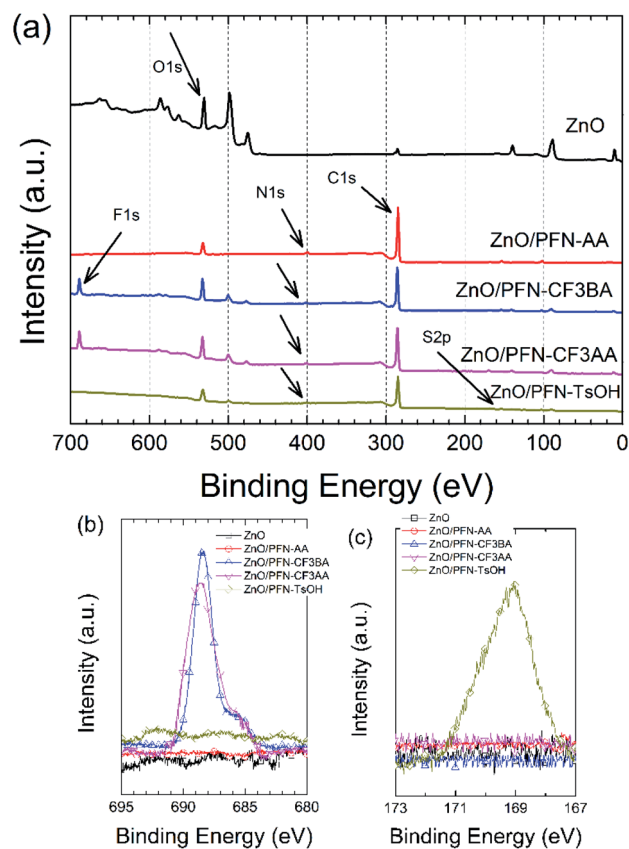 (a)
O1s
ZnO
F1s
N1s
C1s
ZnO/PFN-AA
ZnO/PFN-CF3BA
S2p
ZnO/PFN-CF3AA
ZnO/PFN-TsOH
Intensity (a.u.)
700 600 500 400 300 200 100 0
Binding Energy (eV)
(b)
ZnO
ZnO/PFN-AA
ZnO/PFN-CF3BA
ZnO/PFN-CF3AA
ZnO/PFN-TsOH
Intensity (a.u.)
695 690 685 680
Binding Energy (eV)
(c)
ZnO
ZnO/PFN-AA
ZnO/PFN-CF3BA
ZnO/PFN-CF3AA
ZnO/PFN-TsOH
Intensity (a.u.)
173 171 169 167
Binding Energy (eV)